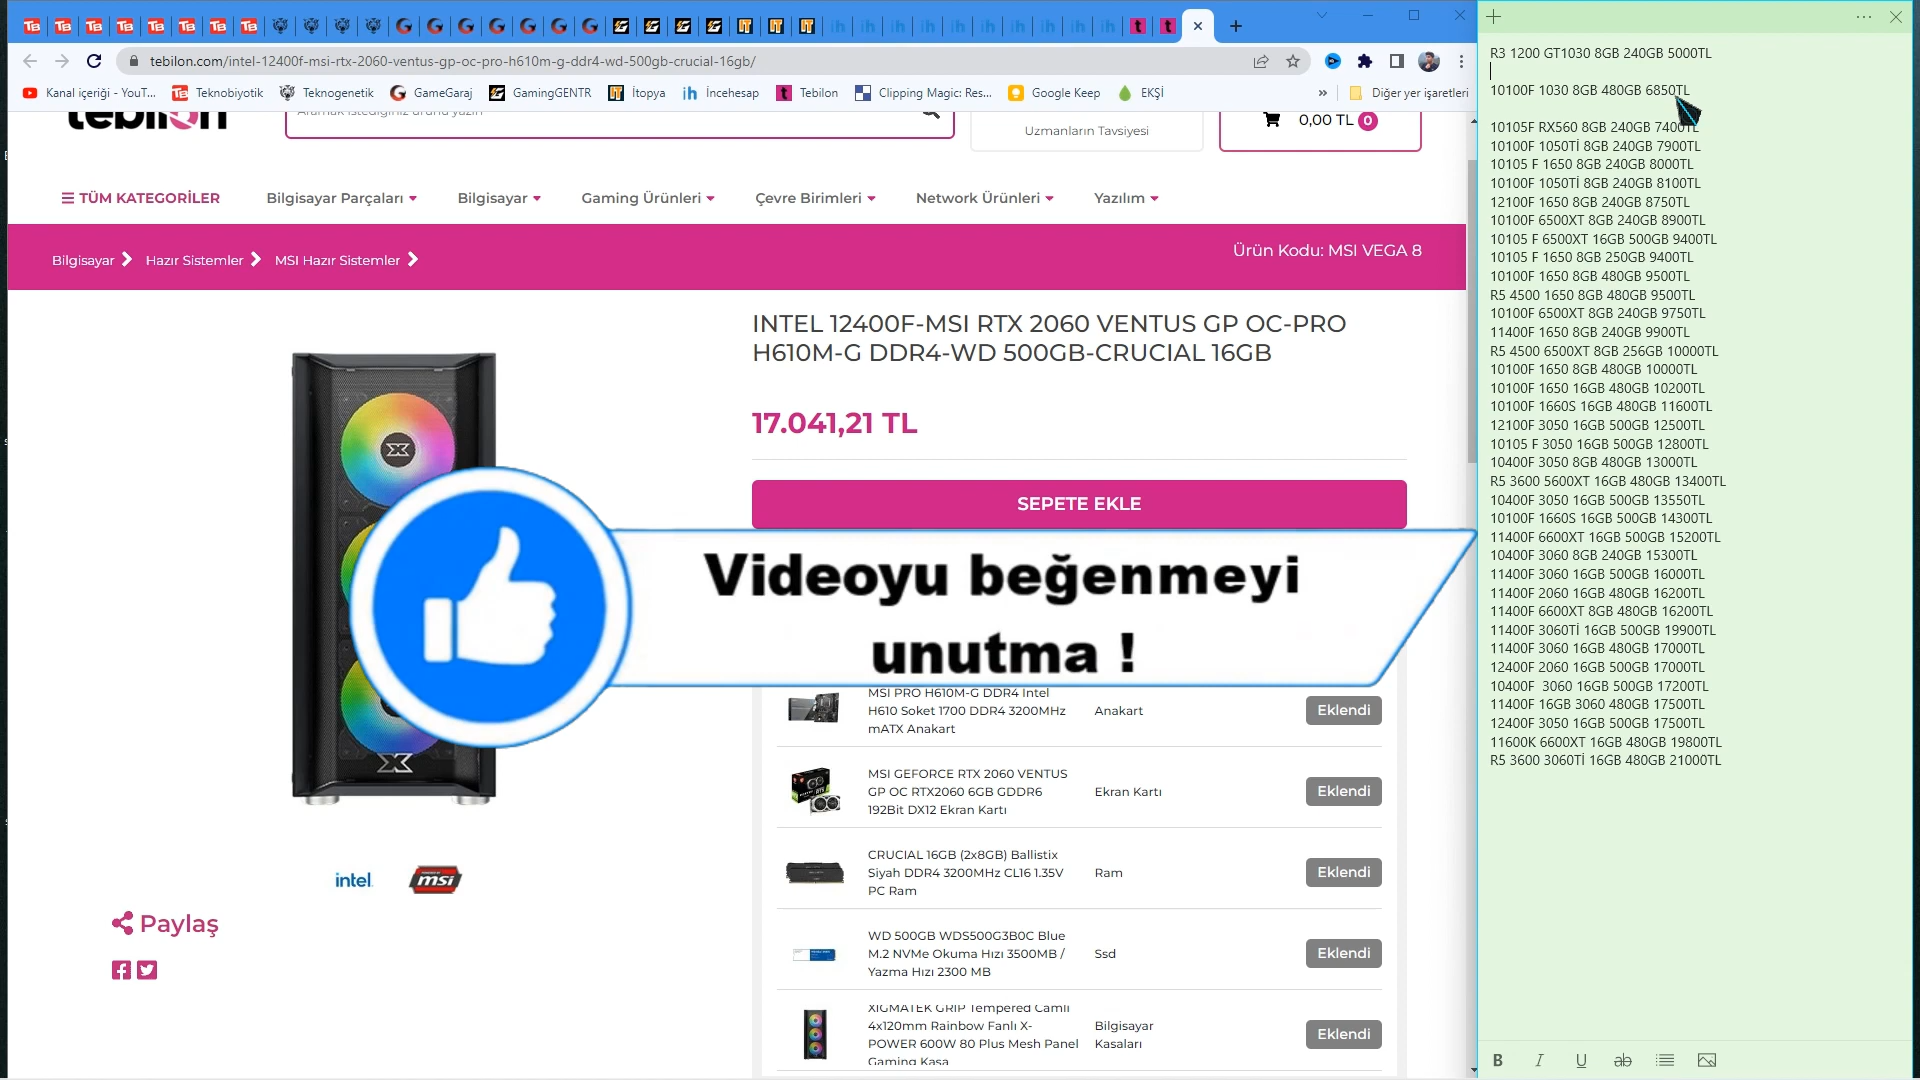 tebilon.com/intel-12400f-msi-rtx-2060-ventus-gp-oc-pro-h610m-g-ddr4-wd-500gb-crucial-16gb/
Kanal içeriği - YouT...
Teknobiyotik
Teknogenetik
GameGaraj
GamingGENTR
İtopya
İncehesap
Tebilon
Clipping Magic: Res...
Google Keep
EKŞİ
»
Diğer yer işaretleri
tebilon
Aramak istediğiniz ürünü yazın
Uzmanların Tavsiyesi
0,00 TL 0
TÜM KATEGORİLER
Bilgisayar Parçaları
Bilgisayar
Gaming Ürünleri
Çevre Birimleri
Network Ürünleri
Yazılım
Bilgisayar
Hazır Sistemler
MSI Hazır Sistemler
Ürün Kodu: MSI VEGA 8
INTEL 12400F-MSI RTX 2060 VENTUS GP OC-PRO
H610M-G DDR4-WD 500GB-CRUCIAL 16GB
17.041,21 TL
SEPETE EKLE
Videoyu beğenmeyi
unutma !
MSI PRO H610M-G DDR4 Intel
H610 Soket 1700 DDR4 3200MHz
mATX Anakart
Anakart
Eklendi
MSI GEFORCE RTX 2060 VENTUS
GP OC RTX2060 6GB GDDR6
192Bit DX12 Ekran Kartı
Ekran Kartı
Eklendi
CRUCIAL 16GB (2x8GB) Ballistix
Siyah DDR4 3200MHz CL16 1.35V
PC Ram
Ram
Eklendi
WD 500GB WDS500G3B0C Blue
M.2 NVMe Okuma Hızı 3500MB /
Yazma Hızı 2300 MB
Ssd
Eklendi
XIGMATEK GRIP Tempered Camlı
4x120mm Rainbow Fanlı X-
POWER 600W 80 Plus Mesh Panel
Gaming Kasa
Bilgisayar
Kasaları
Eklendi
intel
msi
Paylaş
R3 1200 GT1030 8GB 240GB 5000TL
10100F 1030 8GB 480GB 6850TL
10105F RX560 8GB 240GB 7400TL
10100F 1050Tİ 8GB 240GB 7900TL
10105 F 1650 8GB 240GB 8000TL
10100F 1050Tİ 8GB 240GB 8100TL
12100F 1650 8GB 240GB 8750TL
10100F 6500XT 8GB 240GB 8900TL
10105 F 6500XT 16GB 500GB 9400TL
10105 F 1650 8GB 250GB 9400TL
10100F 1650 8GB 480GB 9500TL
R5 4500 1650 8GB 480GB 9500TL
10100F 6500XT 8GB 240GB 9750TL
11400F 1650 8GB 240GB 9900TL
R5 4500 6500XT 8GB 256GB 10000TL
10100F 1650 8GB 480GB 10000TL
10100F 1650 16GB 480GB 10200TL
10100F 1660S 16GB 480GB 11600TL
12100F 3050 16GB 500GB 12500TL
10105 F 3050 16GB 500GB 12800TL
10400F 3050 8GB 480GB 13000TL
R5 3600 5600XT 16GB 480GB 13400TL
10400F 3050 16GB 500GB 13550TL
10100F 1660S 16GB 500GB 14300TL
11400F 6600XT 16GB 500GB 15200TL
10400F 3060 8GB 240GB 15300TL
11400F 3060 16GB 500GB 16000TL
11400F 2060 16GB 480GB 16200TL
11400F 6600XT 8GB 480GB 16200TL
11400F 3060Tİ 16GB 500GB 19900TL
11400F 3060 16GB 480GB 17000TL
12400F 2060 16GB 500GB 17000TL
10400F  3060 16GB 500GB 17200TL
11400F 16GB 3060 480GB 17500TL
12400F 3050 16GB 500GB 17500TL
11600K 6600XT 16GB 480GB 19800TL
R5 3600 3060Tİ 16GB 480GB 21000TL
B I U ab